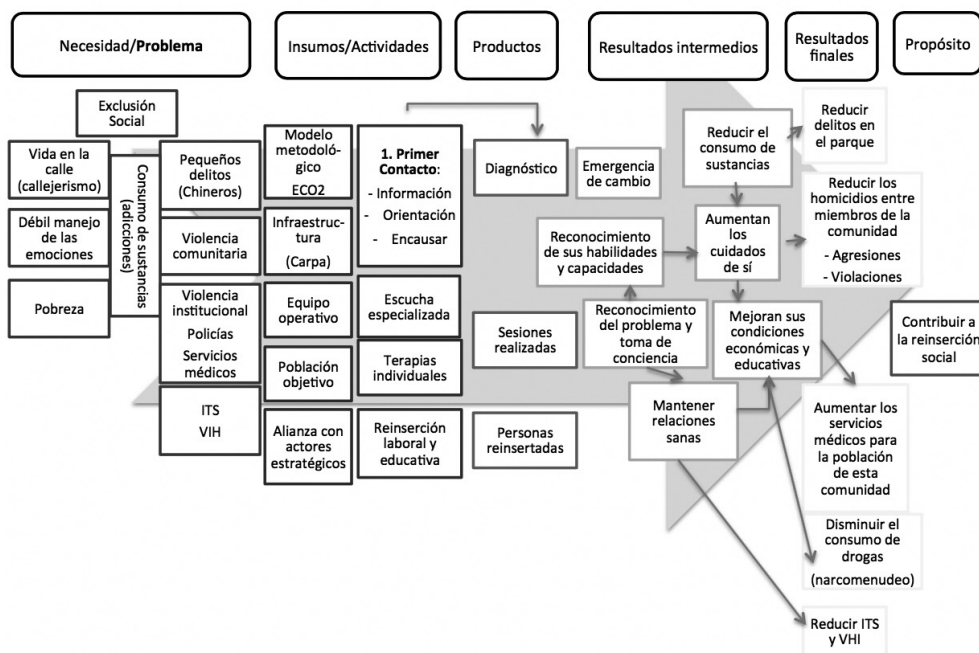 Necesidad/Problema
Insumos/Actividades
Productos
Resultados intermedios
Resultados
finales
Propósito
Exclusión
Social
Vida en la
calle
(callejerismo)
Débil manejo
de las
emociones
Pobreza
Consumo de sustancias
(adicciones)
Pequeños
delitos
(Chineros)
Violencia
comunitaria
Violencia
institucional
Policías
Servicios
médicos
ITS
VIH
Modelo
metodoló-
gico
ECO2
Infraestruc-
tura
(Carpa)
Equipo
operativo
Población
objetivo
Alianza con
actores
estratégicos
1. Primer
Contacto:
- Información
- Orientación
- Encausar
Escucha
especializada
Terapias
individuales
Reinserción
laboral y
educativa
Diagnóstico
Sesiones
realizadas
Personas
reinsertadas
Emergencia
de cambio
Reconocimiento
de sus habilidades
y capacidades
Reconocimiento
del problema y
toma de
conciencia
Mantener
relaciones
sanas
Reducir el
consumo de
sustancias
Aumentan
los
cuidados
de sí
Mejoran sus
condiciones
económicas y
educativas
Reducir
delitos en
el parque
Reducir los
homicidios entre
miembros de la
comunidad
- Agresiones
- Violaciones
Aumentar los
servicios
médicos para
la población
de esta
comunidad
Disminuir el
consumo de
drogas
(narcomenudeo)
Reducir ITS
y VHI
Contribuir a
la reinserción
social